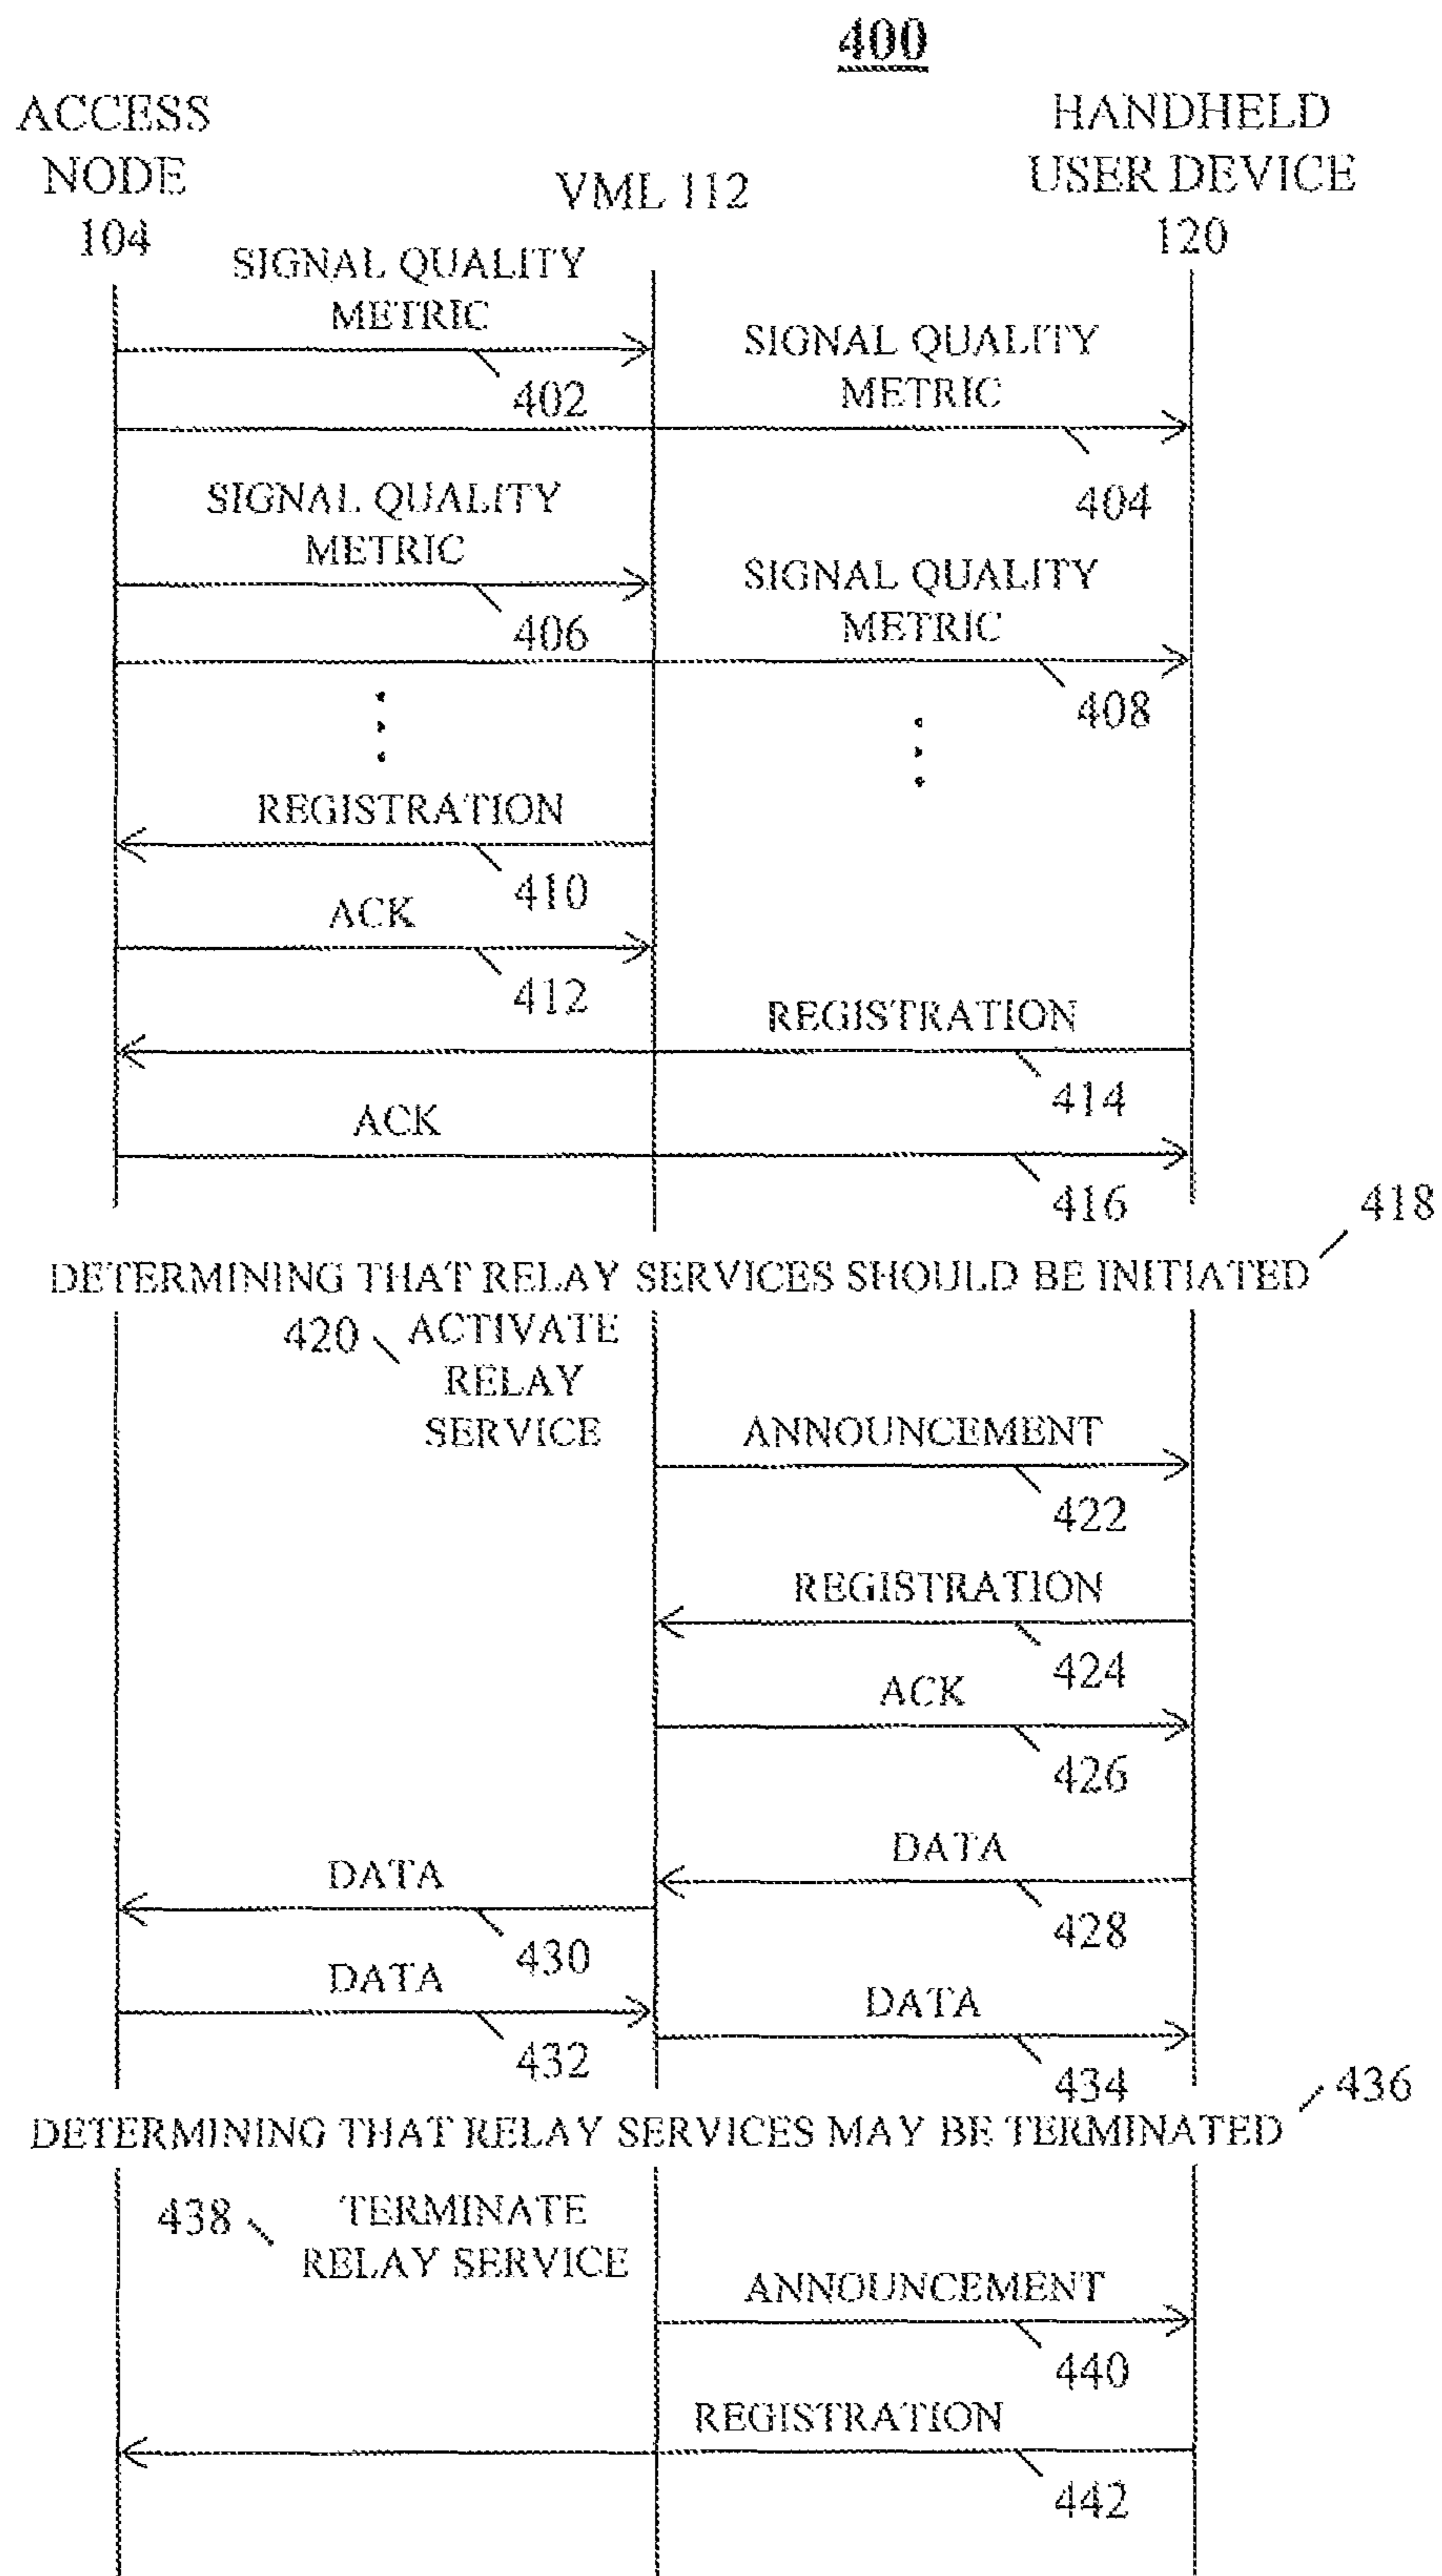 400
ACCESS
NODE
104
VML 112
HANDHELD
USER DEVICE
120
SIGNAL QUALITY
METRIC
402
SIGNAL QUALITY
METRIC
404
SIGNAL QUALITY
METRIC
406
SIGNAL QUALITY
METRIC
408
REGISTRATION
410
ACK
412
REGISTRATION
414
ACK
416
418
DETERMINING THAT RELAY SERVICES SHOULD BE INITIATED
420
ACTIVATE
RELAY
SERVICE
ANNOUNCEMENT
422
REGISTRATION
424
ACK
426
DATA
428
DATA
430
DATA
432
DATA
434
436
DETERMINING THAT RELAY SERVICES MAY BE TERMINATED
438
TERMINATE
RELAY SERVICE
ANNOUNCEMENT
440
REGISTRATION
442